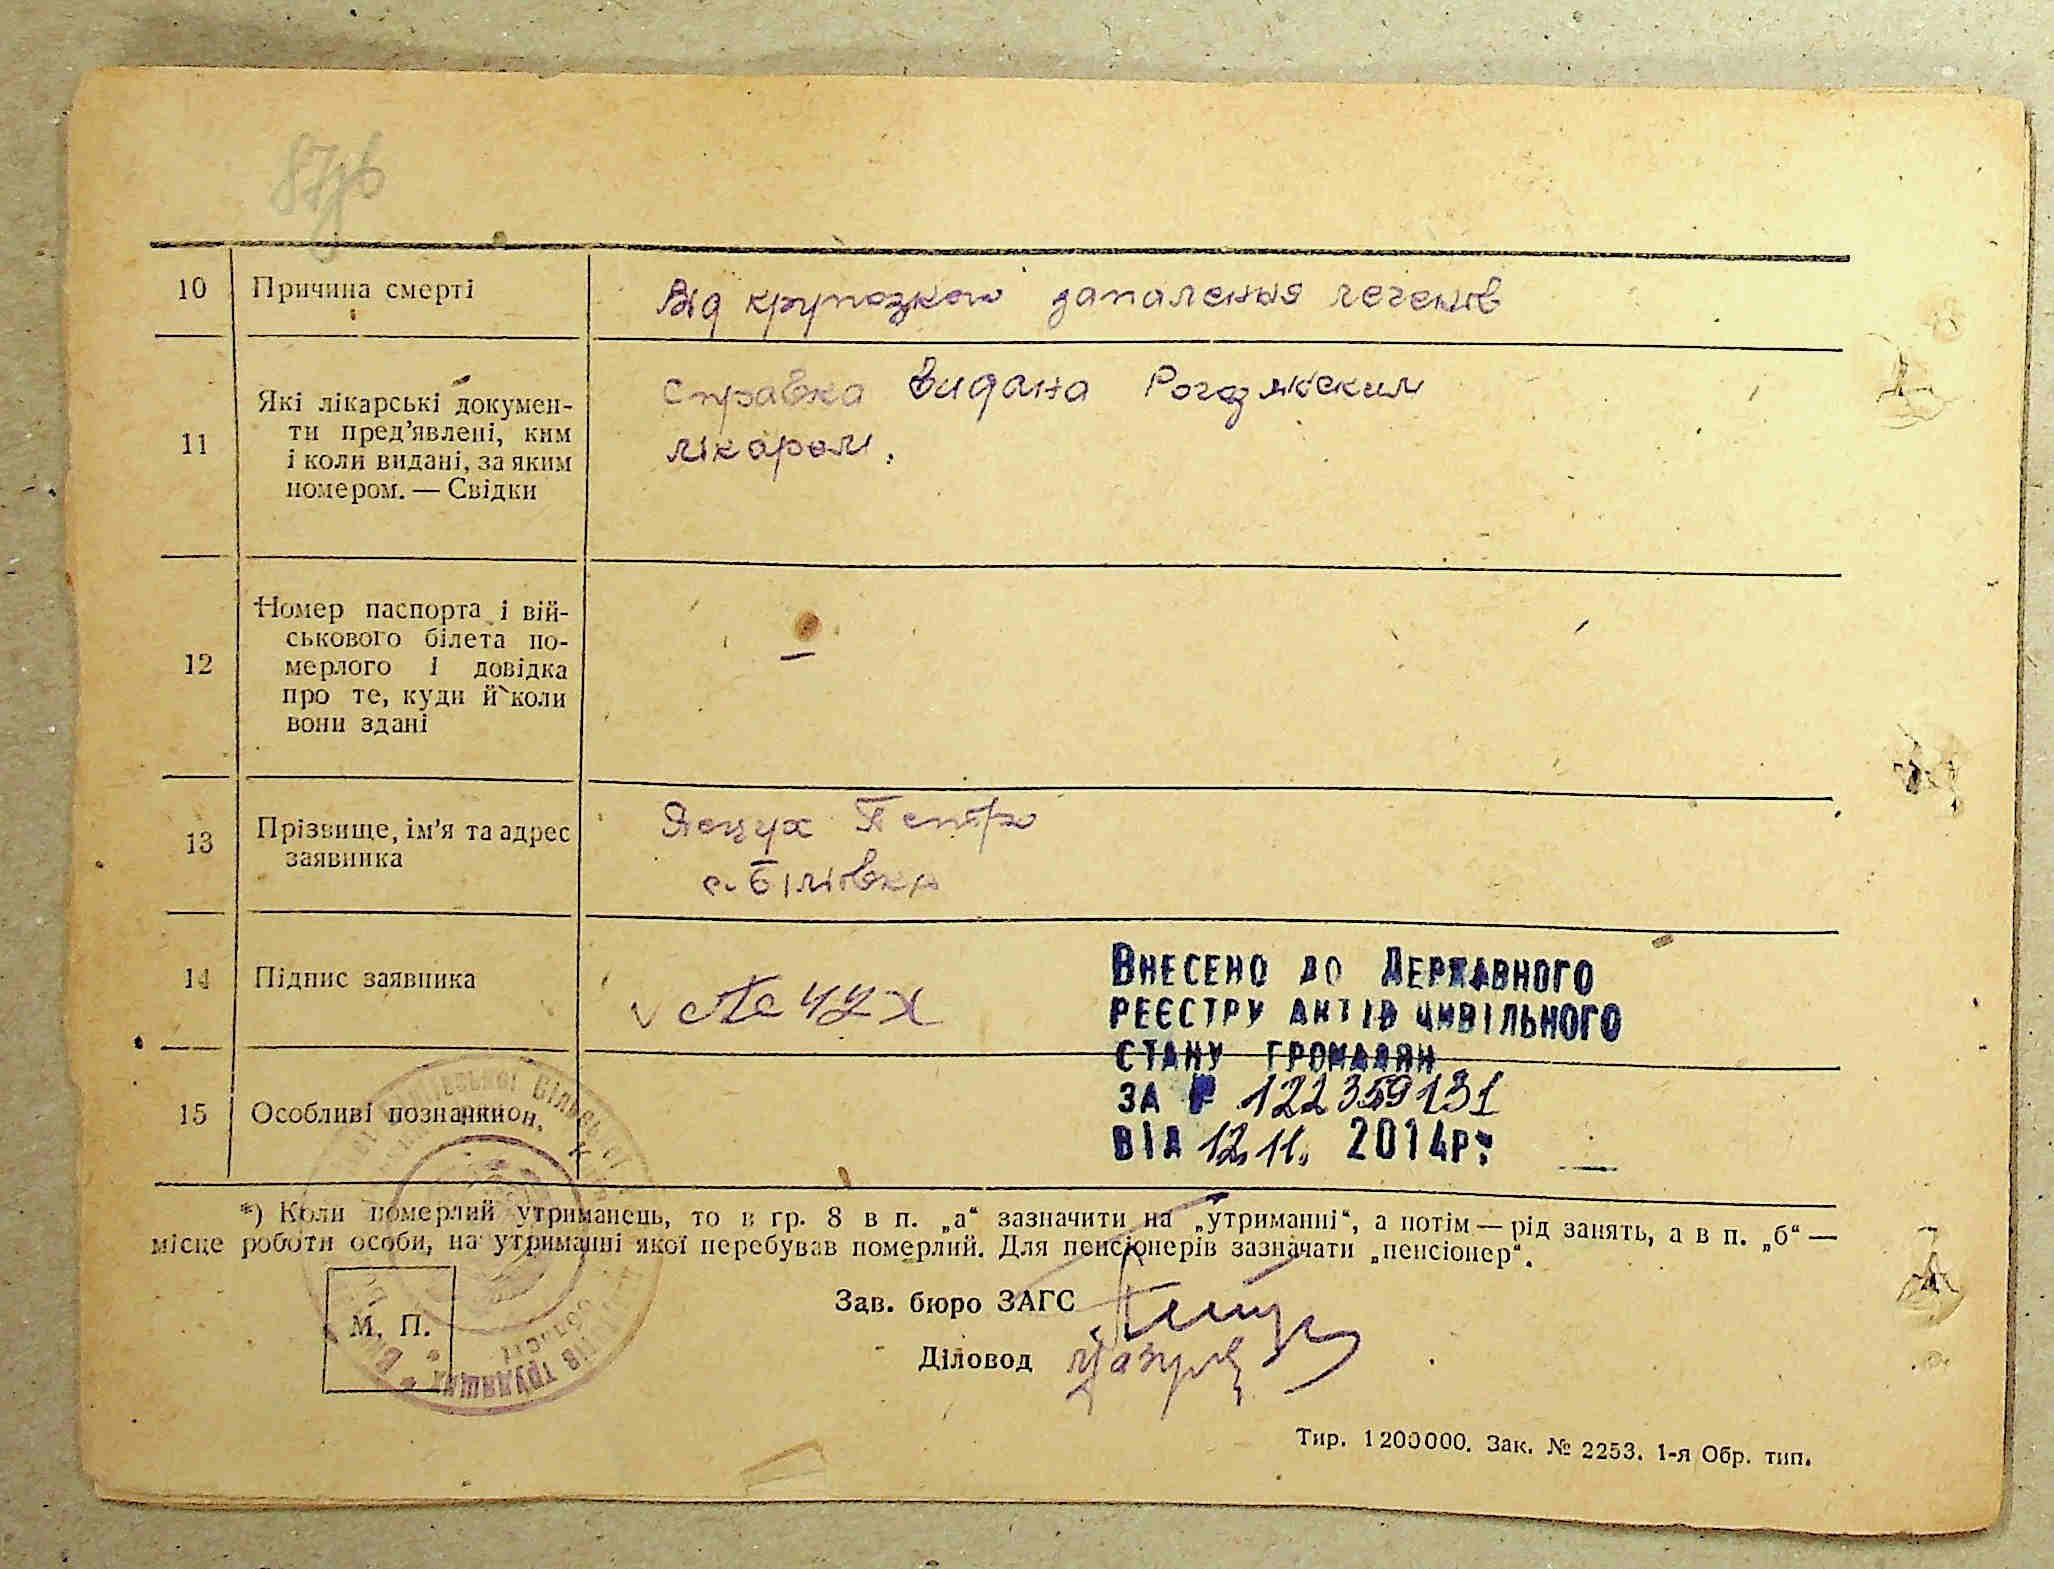 10 Причина смерті
Від крупозного запалення легенів
11 Які лікарські докумен-
ти пред'явлені, ким
і коли видані, за яким
номером. — Свідки
Справка видана
лікарем.
12 Номер паспорта і вій-
ськового білета по-
мерлого і довідка
про те, куди й коли
вони здані
—
13 Прізвище, ім'я та адрес
заявника
Яцух Петро
с. Білівка
14 Підпис заявника
15 Особливі познанийон.
ВНЕСЕНО ДО ДЕРЖАВНОГО
РЕЄСТРУ АКТІВ ЦИВІЛЬНОГО
СТАНУ ГРОМАДЯН
ЗА № 122359131
ВІД 12.11. 2014р.
*) Коли померлий утриманець, то в гр. 8 в п. „а“ зазначити на „утриманні“, а потім — рід занять, а в п. „б“ —
місце роботи особи, на утриманні якої перебував померлий. Для пенсіонерів зазначати „пенсіонер“.
М. П.
Зав. бюро ЗАГС
Діловод
Тир. 1200000. Зак. № 2253. 1-я Обр. тип.